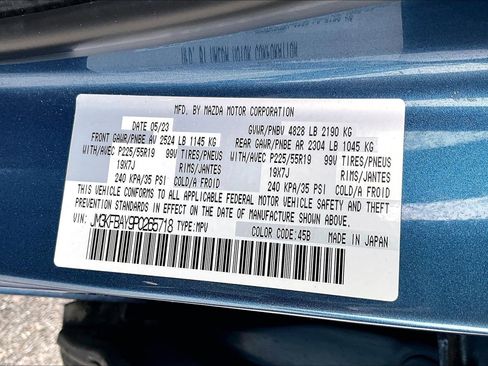 MFD. BY MAZDA MOTOR CORPORATION
DATE 05/23 GVWR/PNBV 4828 LB 2190 KG
FRONT GAWR/PNBE AV 2524 LB 1145 KG REAR GAWR/PNBE AR 2304 LB 1045 KG
WITH/AVEC P225/55R19 99V TIRES/PNEUS WITH/AVEC P225/55R19 99V TIRES/PNEUS
19X7J RIMS/JANTES 19X7J RIMS/JANTES
240 KPA/35 PSI COLD/A FROID 240 KPA/35 PSI COLD/A FROID
THIS VEHICLE CONFORMS TO ALL APPLICABLE FEDERAL MOTOR VEHICLE SAFETY, BUMPER, AND THEFT
PREVENTION STANDARDS IN EFFECT ON THE DATE OF MANUFACTURE SHOWN ABOVE.
VIN: JM3KFBAY9P0265718 TYPE: MPV COLOR CODE: 45B MADE IN JAPAN